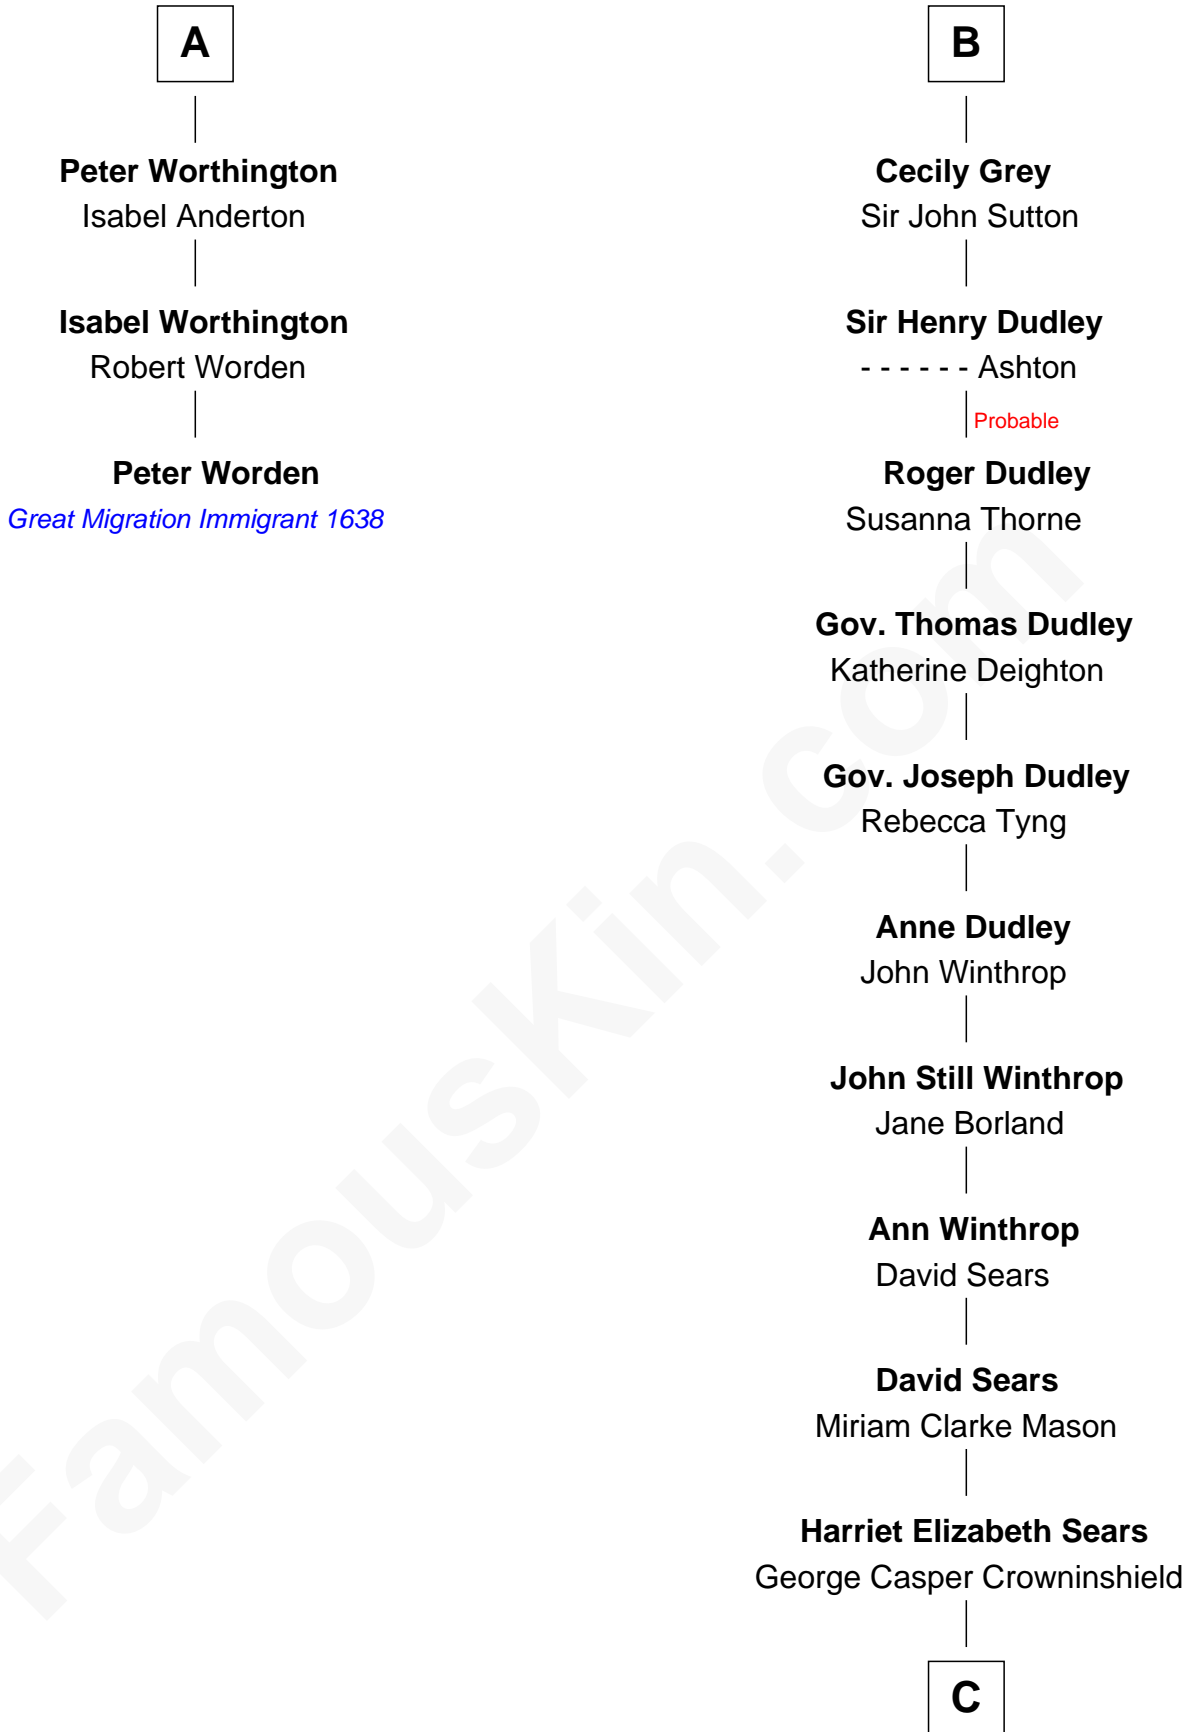 A
Peter Worthington
Isabel Anderton
Isabel Worthington
Robert Worden
Peter Worden
Great Migration Immigrant 1638
B
Cecily Grey
Sir John Sutton
Sir Henry Dudley
- - - - - - Ashton
Probable
Roger Dudley
Susanna Thorne
Gov. Thomas Dudley
Katherine Deighton
Gov. Joseph Dudley
Rebecca Tyng
Anne Dudley
John Winthrop
John Still Winthrop
Jane Borland
Ann Winthrop
David Sears
David Sears
Miriam Clarke Mason
Harriet Elizabeth Sears
George Casper Crowninshield
C
FamousKin.com